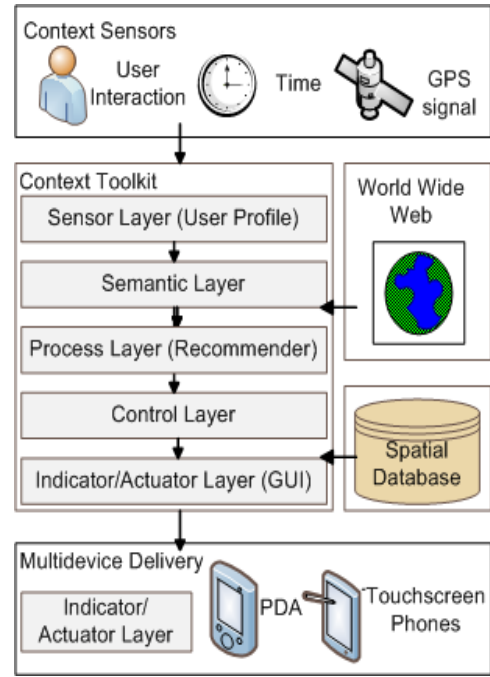 Context Sensors
User
Interaction
Time
GPS
signal
Context Toolkit
Sensor Layer (User Profile)
Semantic Layer
Process Layer (Recommender)
Control Layer
Indicator/Actuator Layer (GUI)
World Wide
Web
Spatial
Database
Multidevice Delivery
Indicator/
Actuator Layer
PDA
Touchscreen
Phones